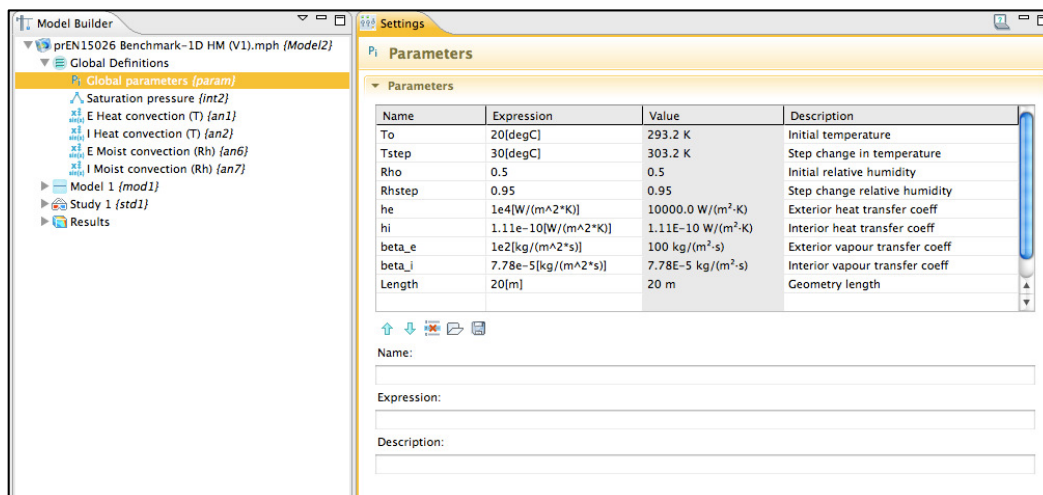 Model Builder
prEN15026 Benchmark-1D HM (V1).mph {Model2}
Global Definitions
Pi Global parameters {param}
Saturation pressure {int2}
E Heat convection (T) {an1}
I Heat convection (T) {an2}
E Moist convection (Rh) {an6}
I Moist convection (Rh) {an7}
Model 1 {mod1}
Study 1 {std1}
Results
Settings
Pi Parameters
Parameters
Name Expression Value Description
To 20[degC] 293.2 K Initial temperature
Tstep 30[degC] 303.2 K Step change in temperature
Rho 0.5 0.5 Initial relative humidity
Rhstep 0.95 0.95 Step change relative humidity
he 1e4[W/(m^2*K)] 10000.0 W/(m²·K) Exterior heat transfer coeff
hi 1.11e-10[W/(m^2*K)] 1.11E-10 W/(m²·K) Interior heat transfer coeff
beta_e 1e2[kg/(m^2*s)] 100 kg/(m²·s) Exterior vapour transfer coeff
beta_i 7.78e-5[kg/(m^2*s)] 7.78E-5 kg/(m²·s) Interior vapour transfer coeff
Length 20[m] 20 m Geometry length
Name:
Expression:
Description: